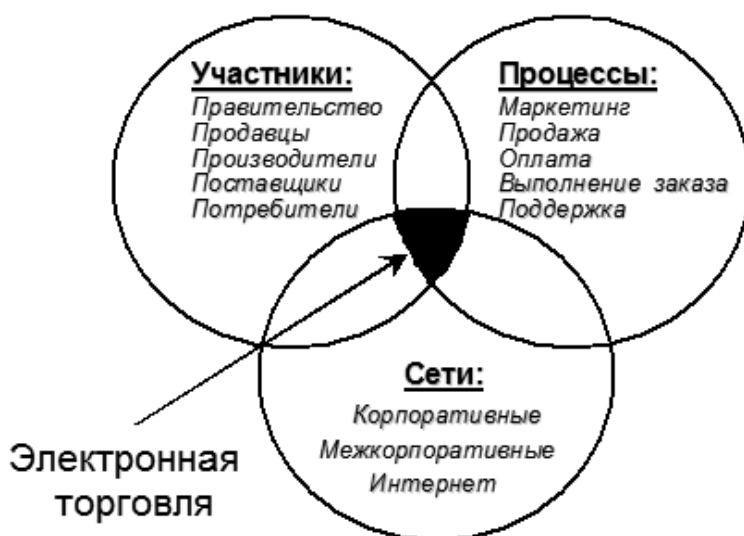 Участники:
Правительство
Продавцы
Производители
Поставщики
Потребители
Процессы:
Маркетинг
Продажа
Оплата
Выполнение заказа
Поддержка
Сети:
Корпоративные
Межкорпоративные
Интернет
Электронная
торговля